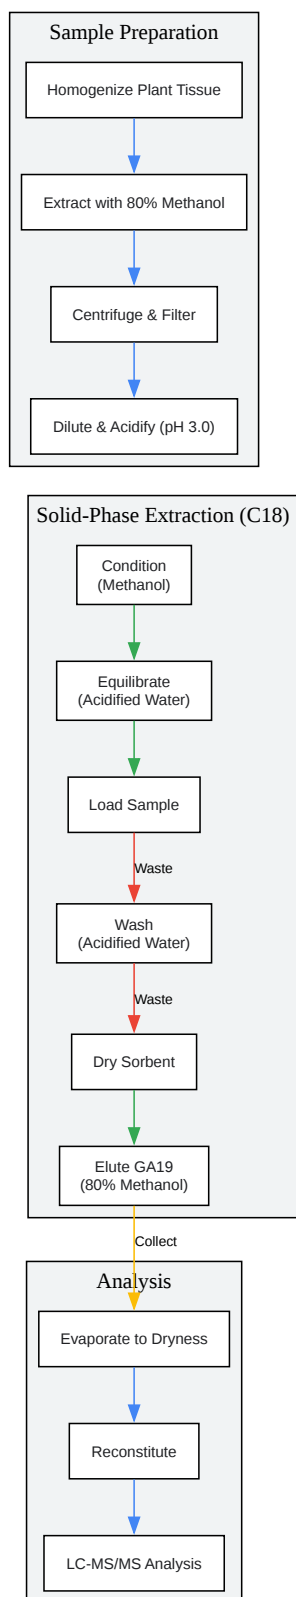 Sample Preparation
Homogenize Plant Tissue
Extract with 80% Methanol
Centrifuge & Filter
Dilute & Acidify (pH 3.0)
Solid-Phase Extraction (C18)
Condition
(Methanol)
Equilibrate
(Acidified Water)
Load Sample
Waste
Wash
(Acidified Water)
Waste
Dry Sorbent
Elute GA19
(80% Methanol)
Collect
Analysis
Evaporate to Dryness
Reconstitute
LC-MS/MS Analysis